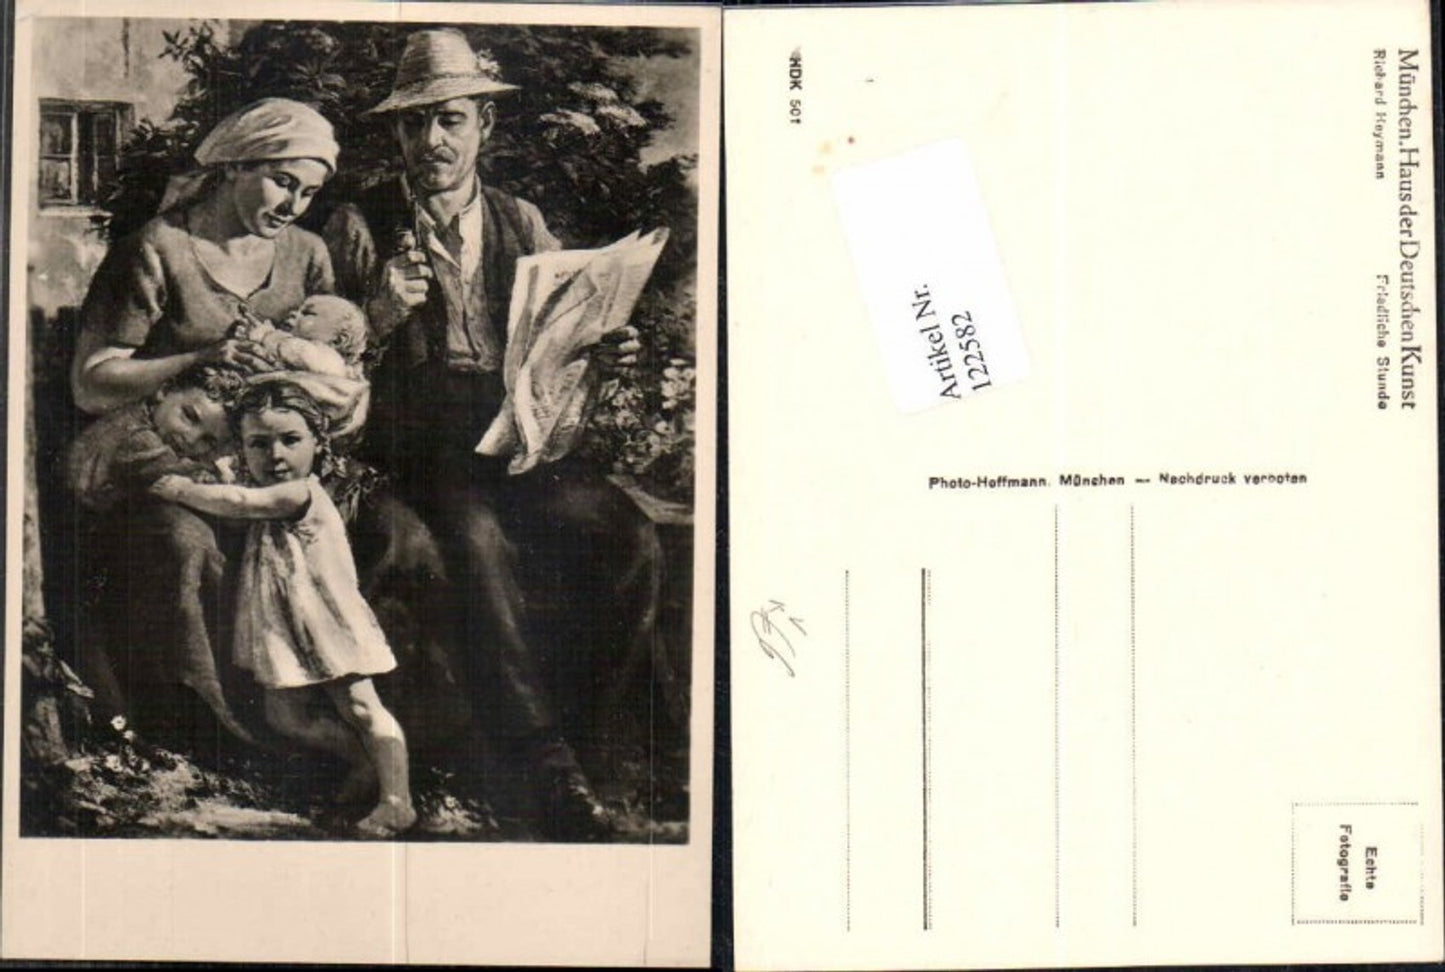 München. Haus der Deutschen Kunst
Richard Heymann Friedliche Stunde
HDK 501
Artikel Nr.
122582
Photo-Hoffmann. München — Nachdruck verboten
Echte
Fotografie